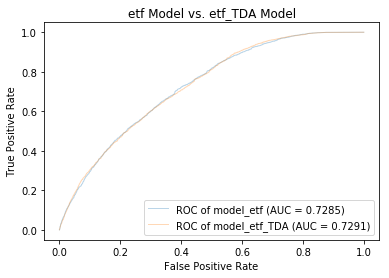 etf Model vs. etf_TDA Model
True Positive Rate
1.0
0.8
0.6
0.4
0.2
0.0
ROC of model_etf (AUC = 0.7285)
ROC of model_etf_TDA (AUC = 0.7291)
0.0 0.2 0.4 0.6 0.8 1.0
False Positive Rate